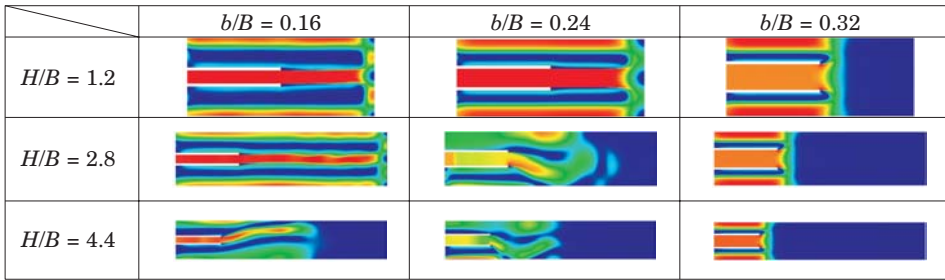 b/B = 0.16 b/B = 0.24 b/B = 0.32
H/B = 1.2
H/B = 2.8
H/B = 4.4